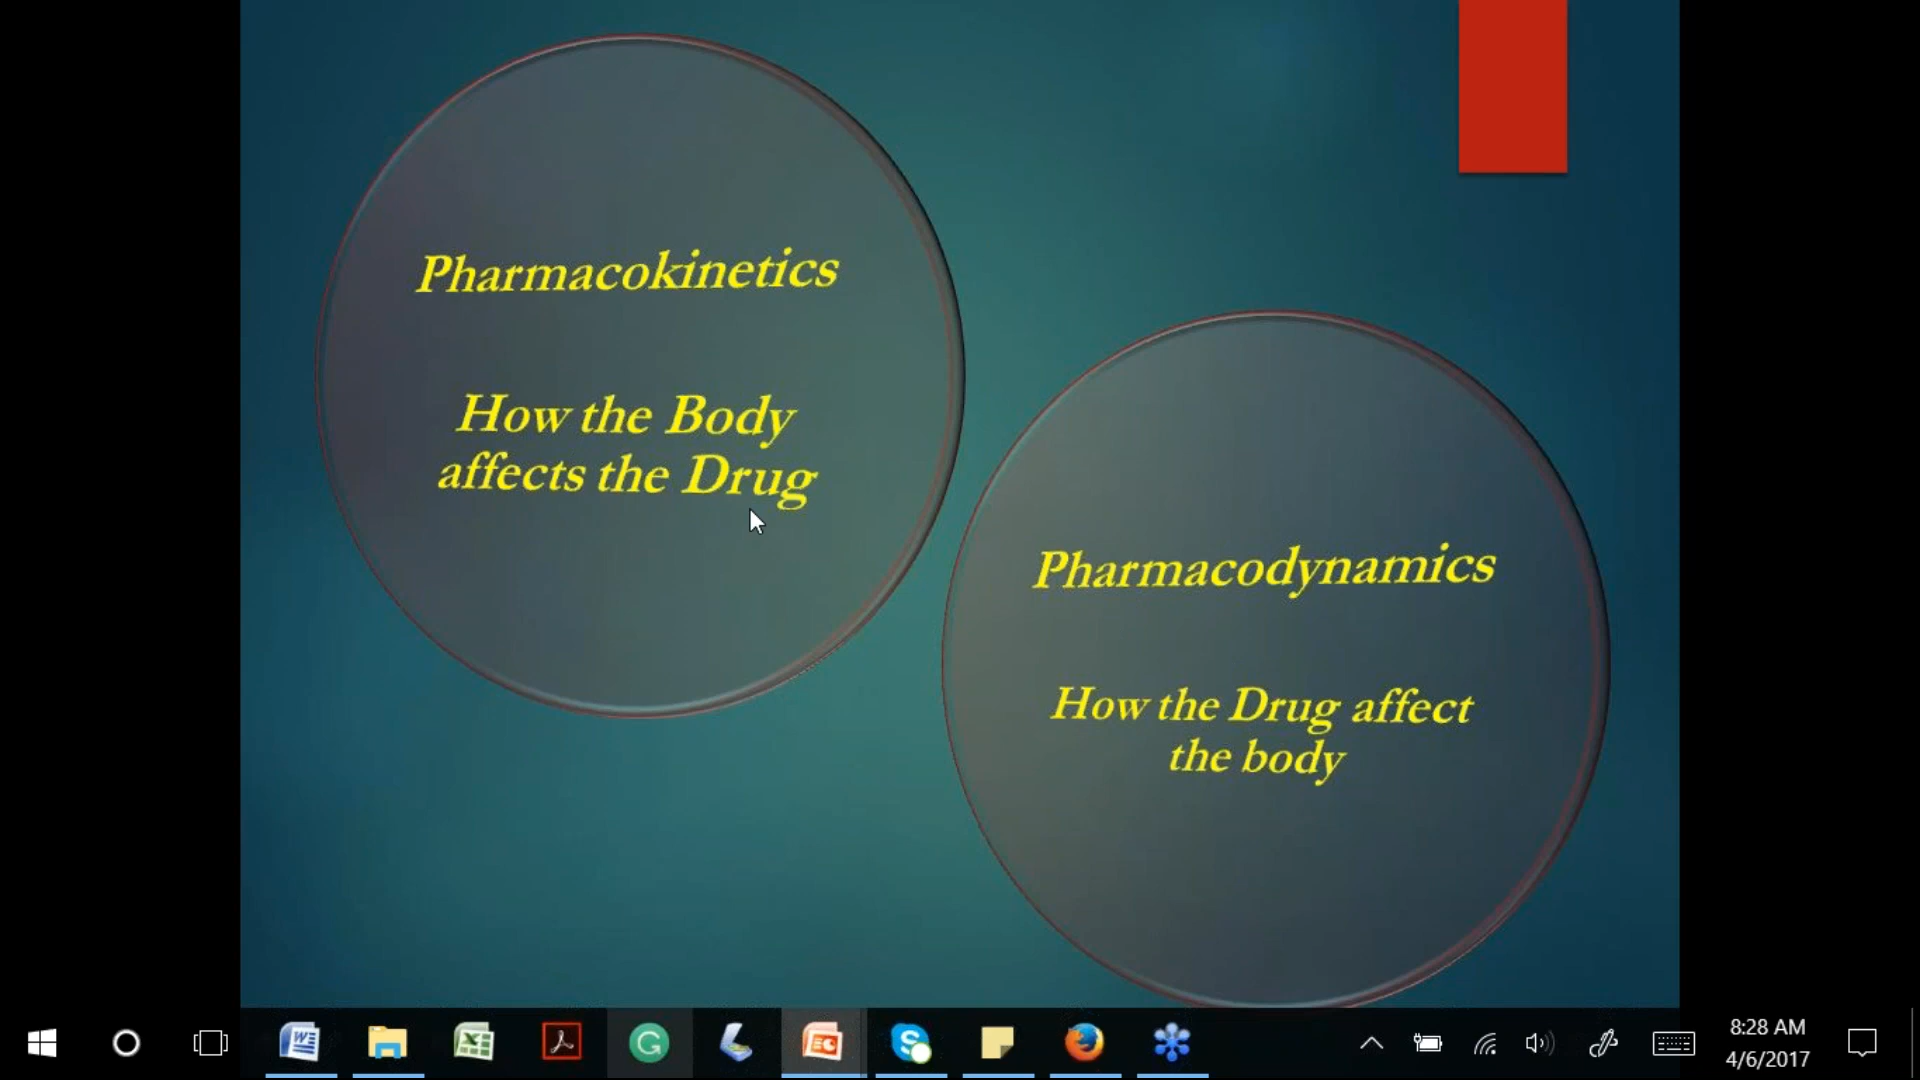 Pharmacokinetics
How the Body
affects the Drug
Pharmacodynamics
How the Drug affect
the body
8:28 AM
4/6/2017